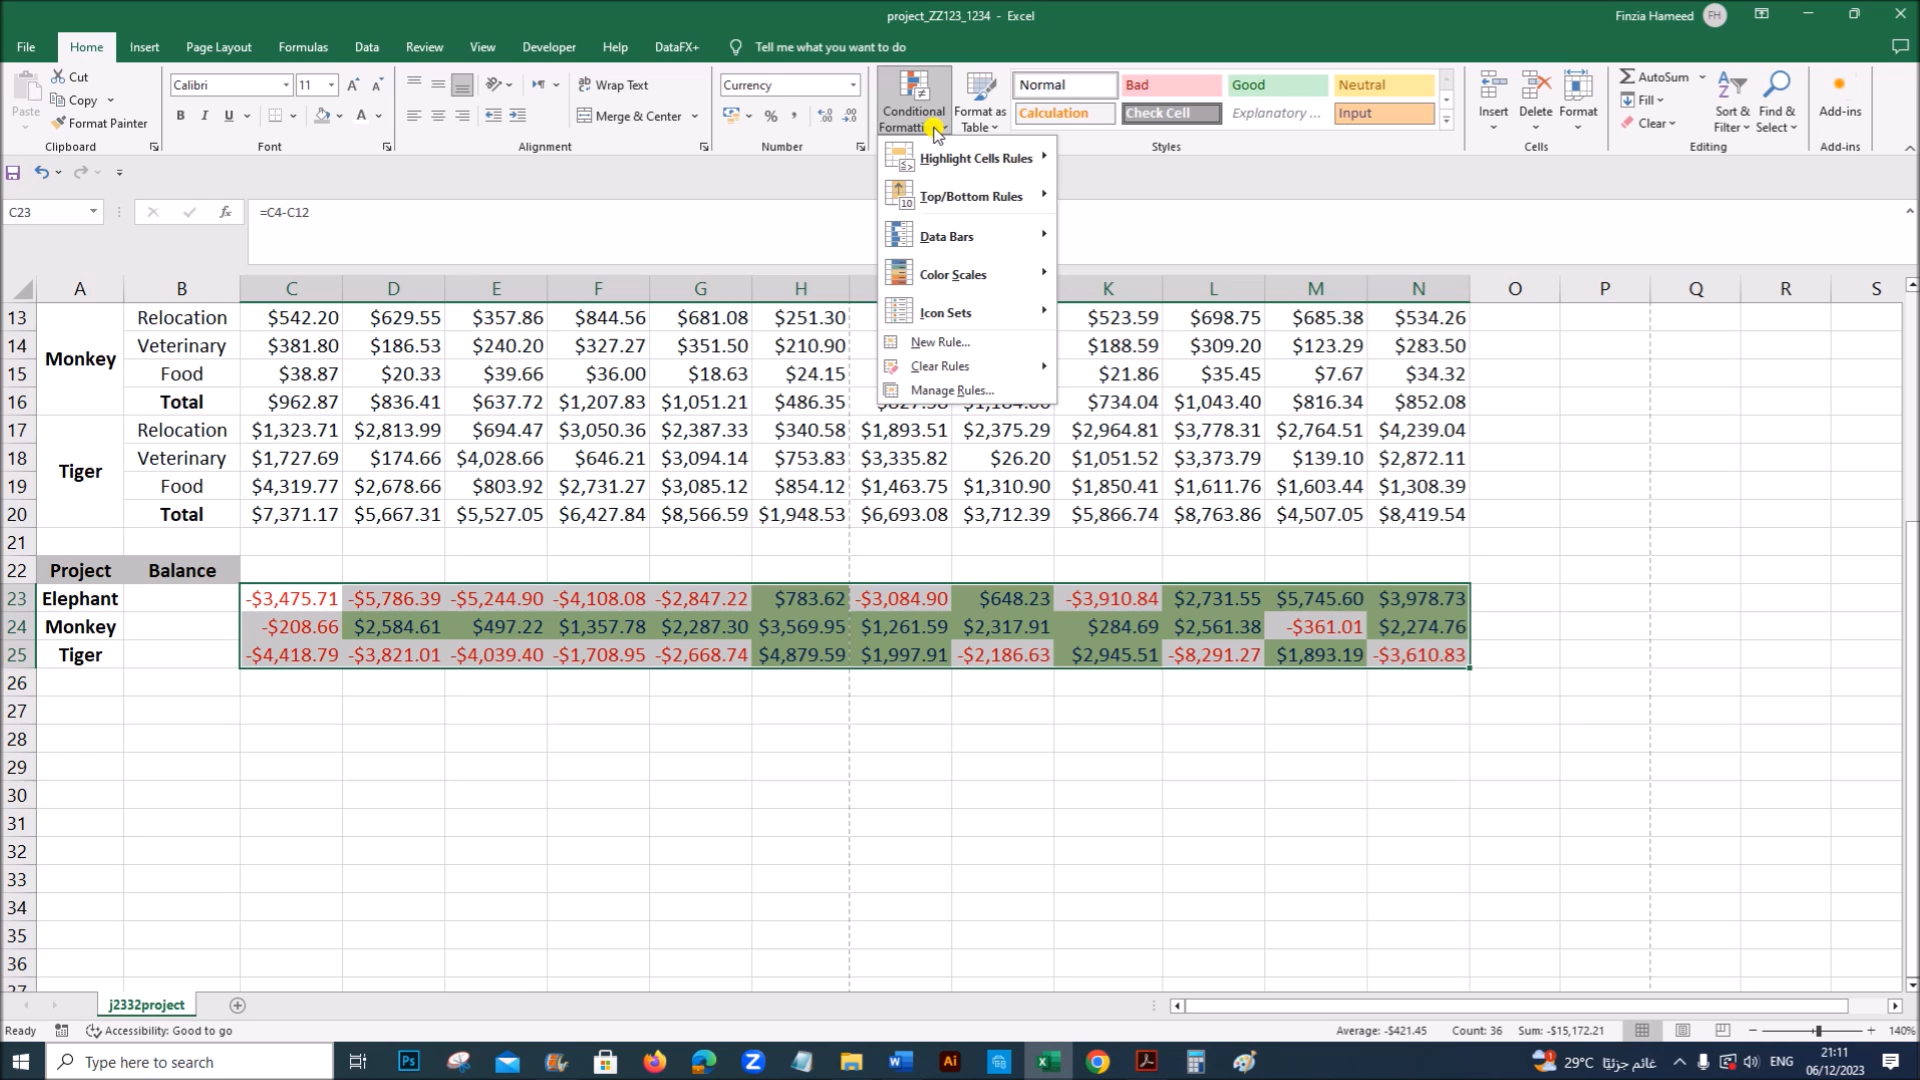 project_ZZ123_1234 - Excel
Finzia Hameed FH
File Home Insert Page Layout Formulas Data Review View Developer Help DataFX+ Tell me what you want to do
Paste Cut Copy Format Painter Clipboard
Calibri 11 B I U A Font
Wrap Text Merge & Center Alignment
Currency % Number
Conditional Formatting Format as Table
Normal Bad Good Neutral
Calculation Check Cell Explanatory ... Input
Styles
Insert Delete Format Cells
AutoSum Fill Clear Sort & Filter Find & Select Editing
Add-ins Add-ins
Highlight Cells Rules
Top/Bottom Rules
Data Bars
Color Scales
Icon Sets
New Rule...
Clear Rules
Manage Rules...
C23 fx =C4-C12
A B C D E F G H K L M N O P Q R S
13 Relocation $542.20 $629.55 $357.86 $844.56 $681.08 $251.30 $523.59 $698.75 $685.38 $534.26
14 Monkey Veterinary $381.80 $186.53 $240.20 $327.27 $351.50 $210.90 $188.59 $309.20 $123.29 $283.50
15 Food $38.87 $20.33 $39.66 $36.00 $18.63 $24.15 $21.86 $35.45 $7.67 $34.32
16 Total $962.87 $836.41 $637.72 $1,207.83 $1,051.21 $486.35 $734.04 $1,043.40 $816.34 $852.08
17 Relocation $1,323.71 $2,813.99 $694.47 $3,050.36 $2,387.33 $340.58 $1,893.51 $2,375.29 $2,964.81 $3,778.31 $2,764.51 $4,239.04
18 Tiger Veterinary $1,727.69 $174.66 $4,028.66 $646.21 $3,094.14 $753.83 $3,335.82 $26.20 $1,051.52 $3,373.79 $139.10 $2,872.11
19 Food $4,319.77 $2,678.66 $803.92 $2,731.27 $3,085.12 $854.12 $1,463.75 $1,310.90 $1,850.41 $1,611.76 $1,603.44 $1,308.39
20 Total $7,371.17 $5,667.31 $5,527.05 $6,427.84 $8,566.59 $1,948.53 $6,693.08 $3,712.39 $5,866.74 $8,763.86 $4,507.05 $8,419.54
21
22 Project Balance
23 Elephant -$3,475.71 -$5,786.39 -$5,244.90 -$4,108.08 -$2,847.22 $783.62 -$3,084.90 $648.23 -$3,910.84 $2,731.55 $5,745.60 $3,978.73
24 Monkey -$208.66 $2,584.61 $497.22 $1,357.78 $2,287.30 $3,569.95 $1,261.59 $2,317.91 $284.69 $2,561.38 -$361.01 $2,274.76
25 Tiger -$4,418.79 -$3,821.01 -$4,039.40 -$1,708.95 -$2,668.74 $4,879.59 $1,997.91 -$2,186.63 $2,945.51 -$8,291.27 $1,893.19 -$3,610.83
26
27
28
29
30
31
32
33
34
35
36
j2332project
Ready Accessibility: Good to go Average: -$421.45 Count: 36 Sum: -$15,172.21 140%
Type here to search 29°C غائم جزئيًا ENG 21:11
06/12/2023